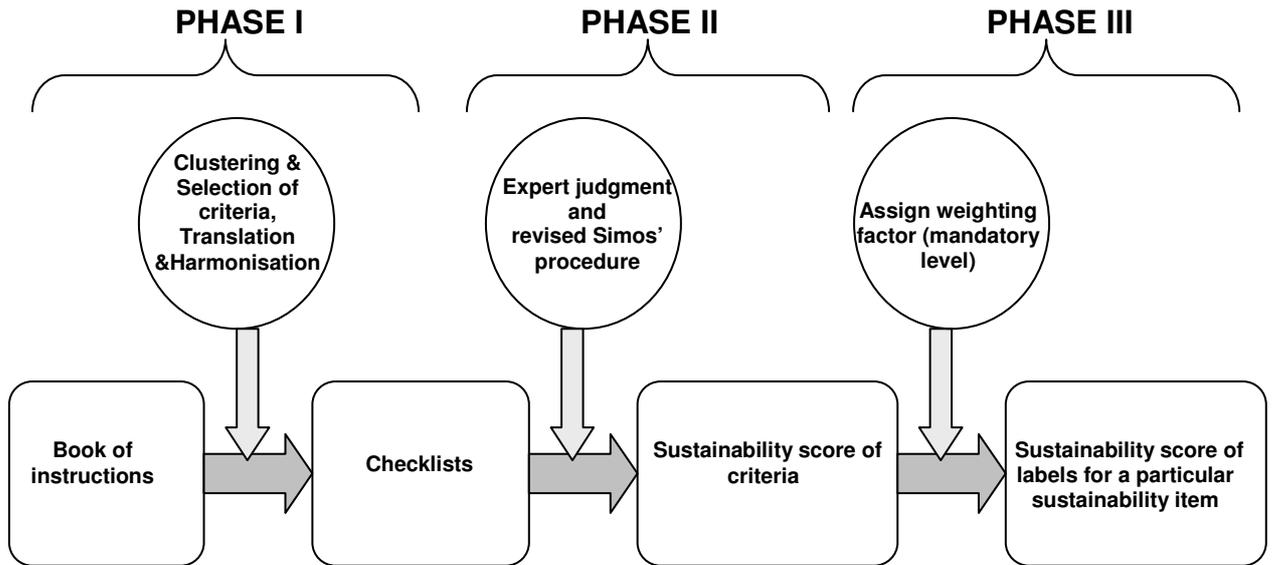 PHASE I
PHASE II
PHASE III
Clustering &
Selection of
criteria,
Translation
&Harmonisation
Expert judgment
and
revised Simos’
procedure
Assign weighting
factor (mandatory
level)
Book of
instructions
Checklists
Sustainability score of
criteria
Sustainability score of
labels for a particular
sustainability item